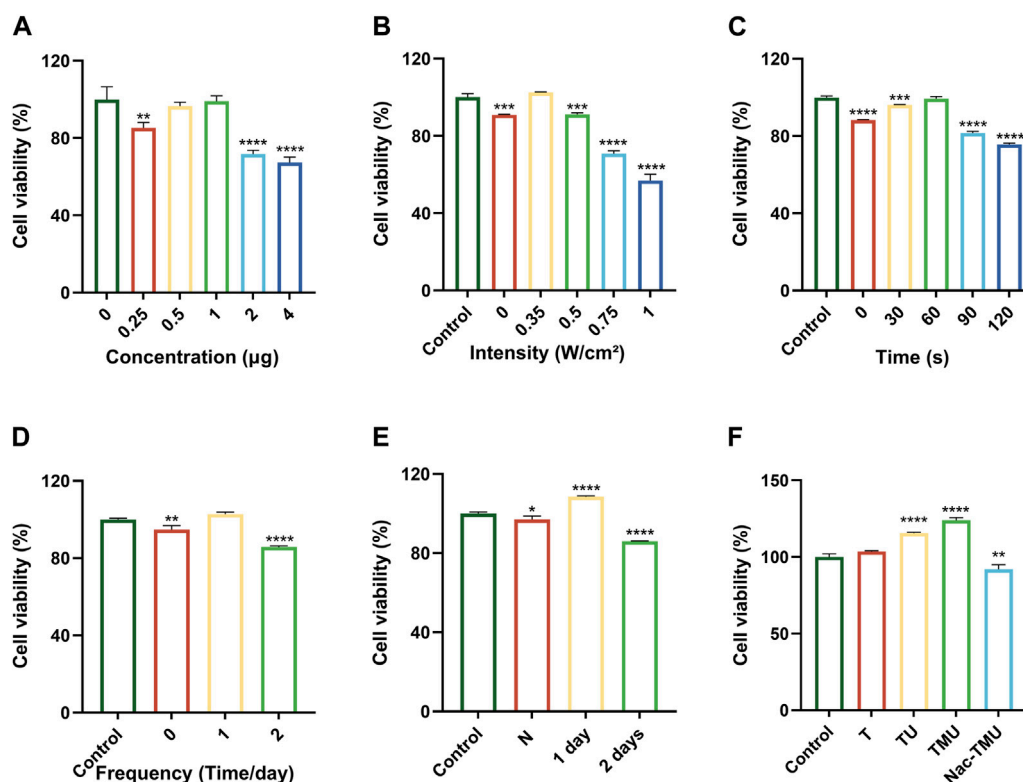 A
Cell viability (%)
120
80
40
0
**
****
****
0
0.25
0.5
1
2
4
Concentration (µg)
B
Cell viability (%)
120
80
40
0
***
***
****
****
Control
0
0.35
0.5
0.75
1
Intensity (W/cm²)
C
Cell viability (%)
120
80
40
0
****
***
****
****
Control
0
30
60
90
120
Time (s)
D
Cell viability (%)
120
80
40
0
**
****
Control
0
1
2
Frequency (Time/day)
E
Cell viability (%)
120
80
40
0
*
****
****
Control
N
1 day
2 days
F
Cell viability (%)
150
100
50
0
****
****
**
Control
T
TU
TMU
Nac-TMU